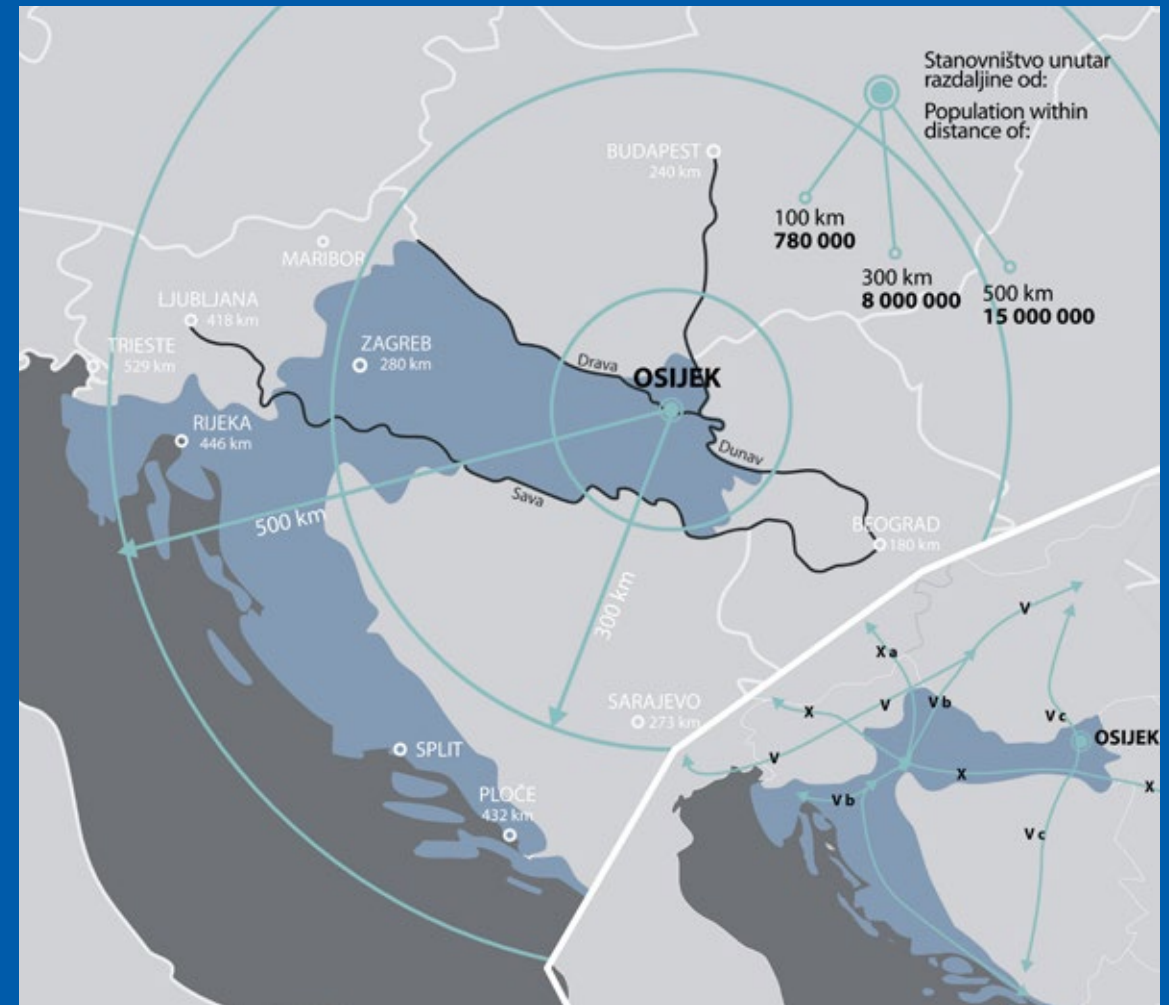 Stanovništvo unutar
razdaljine od:
Population within
distance of:
100 km
780 000
300 km
8 000 000
500 km
15 000 000
BUDAPEST
240 km
MARIBOR
LJUBLJANA
418 km
TRIESTE
529 km
ZAGREB
280 km
RIJEKA
446 km
Drava
OSIJEK
Dunav
Sava
BEOGRAD
180 km
500 km
300 km
SARAJEVO
273 km
SPLIT
PLOČE
432 km
V
X a
V
V b
X
V c
OSIJEK
V
X
X
V b
V c